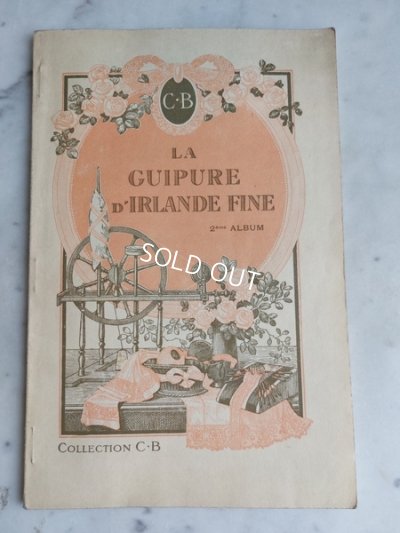 C·B
LA
GUIPURE
D'IRLANDE FINE
2ème ALBUM
SOLD OUT
COLLECTION C·B